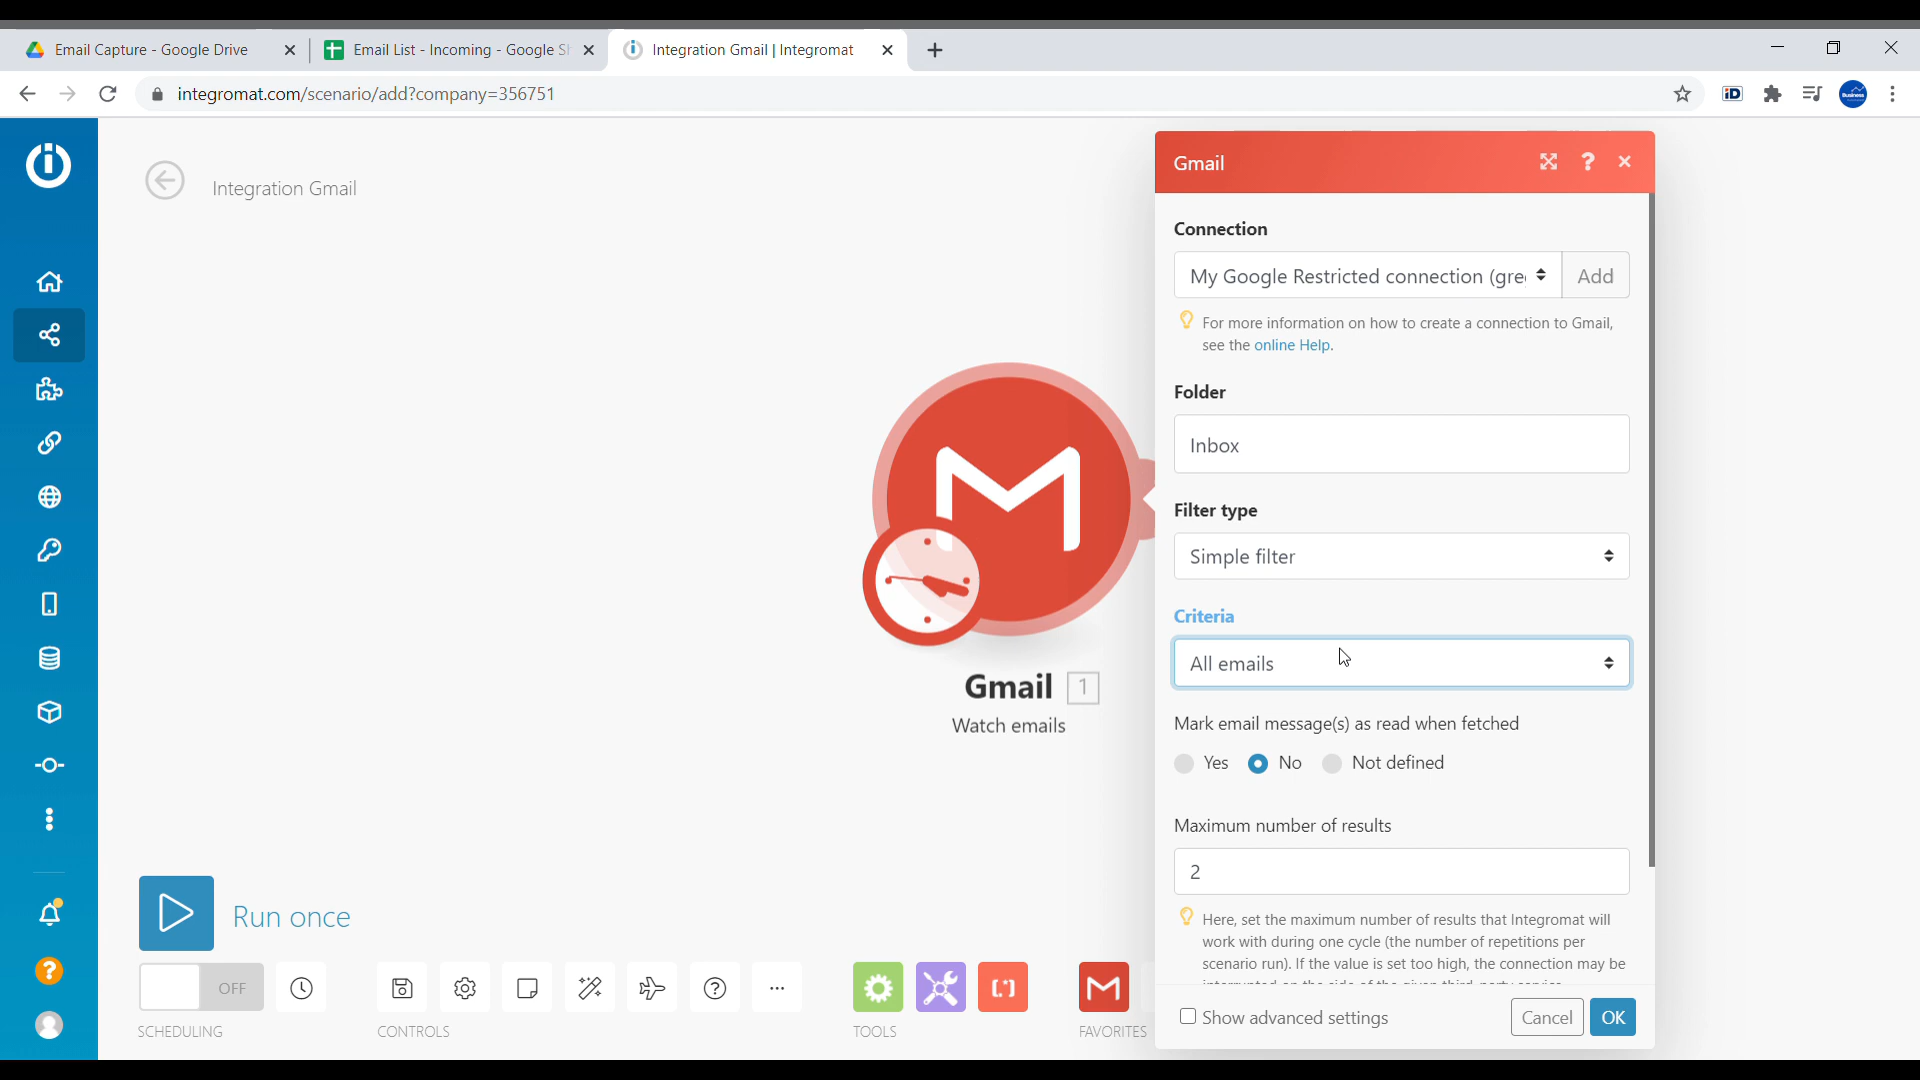 Email Capture - Google Drive
Email List - Incoming - Google Sh
Integration Gmail | Integromat
integromat.com/scenario/add?company=356751
iD
Business
Integration Gmail
Gmail
?
Connection
My Google Restricted connection (gre
Add
For more information on how to create a connection to Gmail,
see the online Help.
Folder
Inbox
Filter type
Simple filter
Criteria
All emails
Gmail 1
Watch emails
Mark email message(s) as read when fetched
Yes No Not defined
Maximum number of results
2
Here, set the maximum number of results that Integromat will
work with during one cycle (the number of repetitions per
scenario run). If the value is set too high, the connection may be
Run once
OFF
SCHEDULING
CONTROLS
TOOLS
FAVORITES
Show advanced settings
Cancel
OK